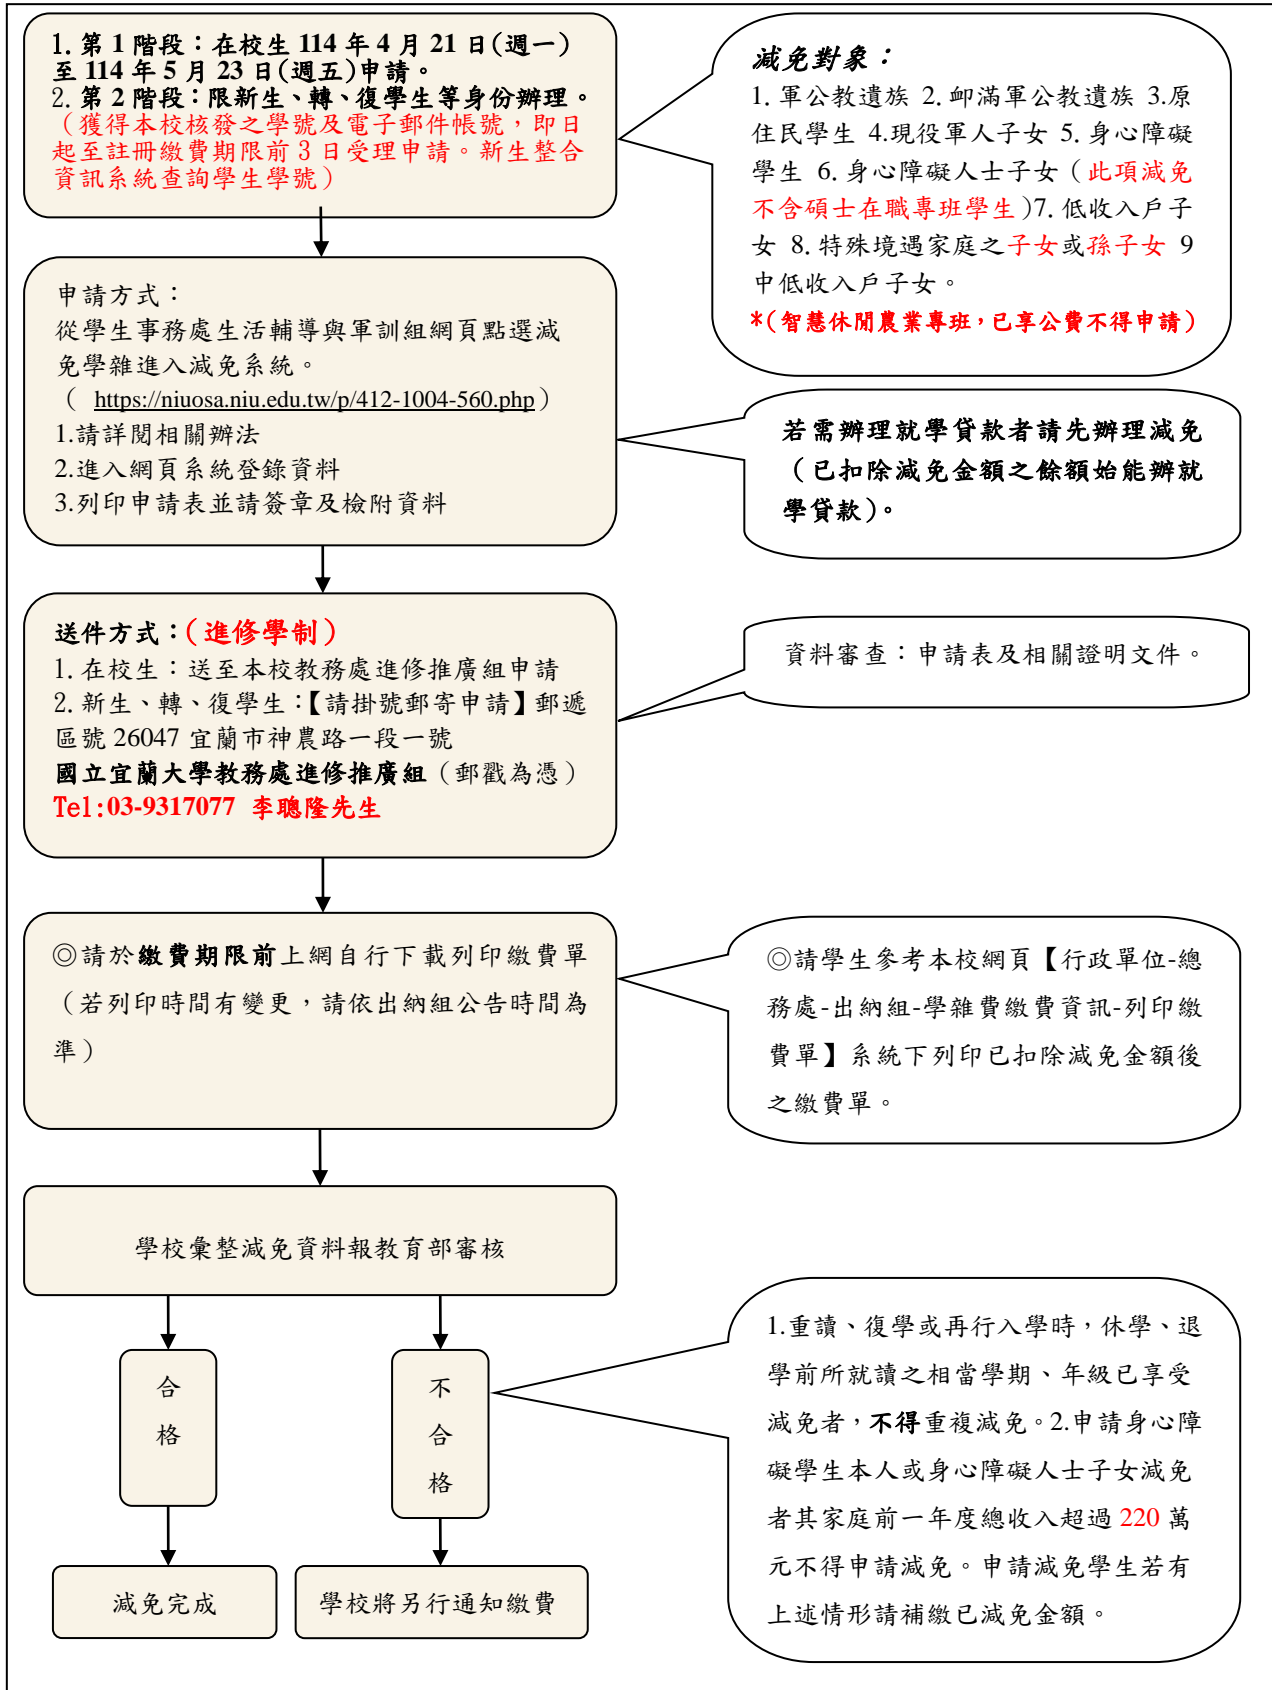 1. 第 1 階段：在校生 114 年 4 月 21 日(週一)
至 114 年 5 月 23 日(週五)申請。
2. 第 2 階段：限新生、轉、復學生等身份辦理。
（獲得本校核發之學號及電子郵件帳號，即日
起至註冊繳費期限前 3 日受理申請。新生整合
資訊系統查詢學生學號）
減免對象：
1. 軍公教遺族 2. 卹滿軍公教遺族 3.原
住民學生 4.現役軍人子女 5. 身心障礙
學生 6. 身心障礙人士子女（此項減免
不含碩士在職專班學生)7. 低收入戶子
女 8. 特殊境遇家庭之子女或孫子女 9
中低收入戶子女。
*(智慧休閒農業專班，已享公費不得申請)
申請方式：
從學生事務處生活輔導與軍訓組網頁點選減
免學雜進入減免系統。
（ https://niuosa.niu.edu.tw/p/412-1004-560.php）
1.請詳閱相關辦法
2.進入網頁系統登錄資料
3.列印申請表並請簽章及檢附資料
若需辦理就學貸款者請先辦理減免
（已扣除減免金額之餘額始能辦就
學貸款)。
送件方式：(進修學制)
1. 在校生：送至本校教務處進修推廣組申請
2. 新生、轉、復學生：【請掛號郵寄申請】郵遞
區號 26047 宜蘭市神農路一段一號
國立宜蘭大學教務處進修推廣組（郵戳為憑）
Tel:03-9317077 李聰隆先生
資料審查：申請表及相關證明文件。
◎請於繳費期限前上網自行下載列印繳費單
（若列印時間有變更，請依出納組公告時間為
準）
◎請學生參考本校網頁【行政單位-總
務處-出納組-學雜費繳費資訊-列印繳
費單】系統下列印已扣除減免金額後
之繳費單。
學校彙整減免資料報教育部審核
合
格
不
合
格
1.重讀、復學或再行入學時，休學、退
學前所就讀之相當學期、年級已享受
減免者，不得重複減免。2.申請身心障
礙學生本人或身心障礙人士子女減免
者其家庭前一年度總收入超過 220 萬
元不得申請減免。申請減免學生若有
上述情形請補繳已減免金額。
減免完成
學校將另行通知繳費